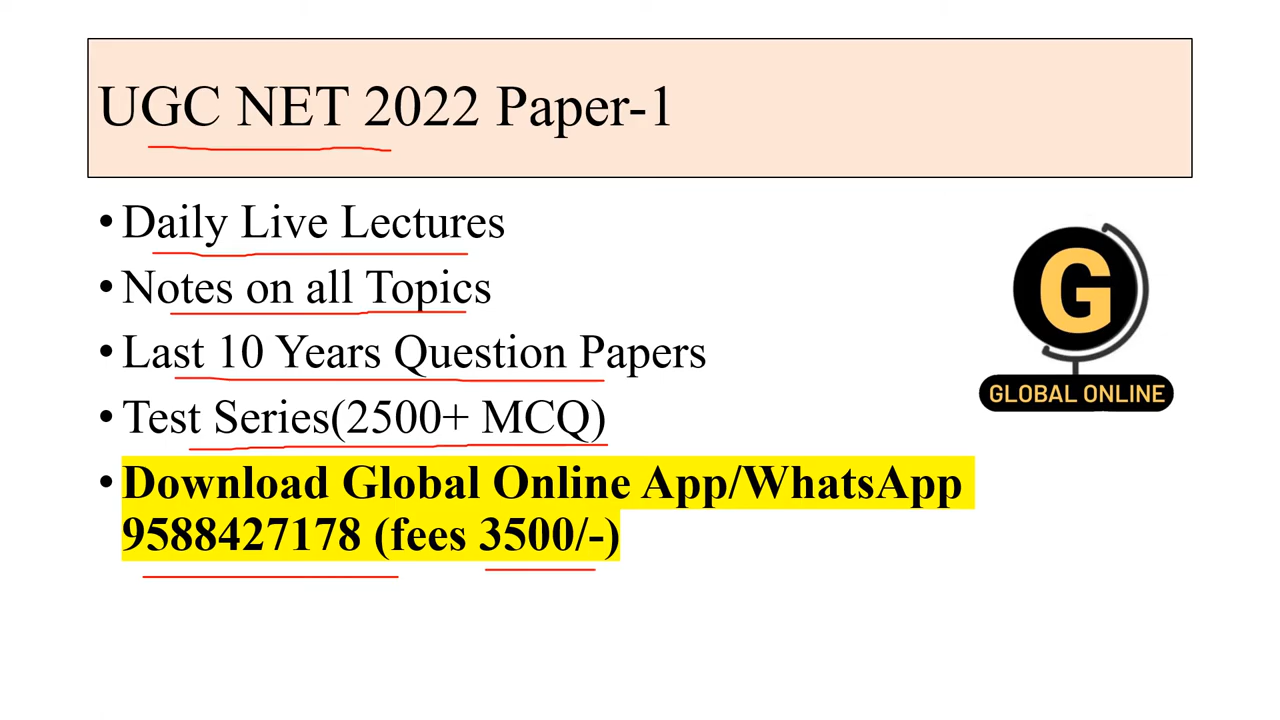 UGC NET 2022 Paper-1
• Daily Live Lectures
• Notes on all Topics
• Last 10 Years Question Papers
• Test Series(2500+ MCQ)
• Download Global Online App/WhatsApp
9588427178 (fees 3500/-)
G
GLOBAL ONLINE